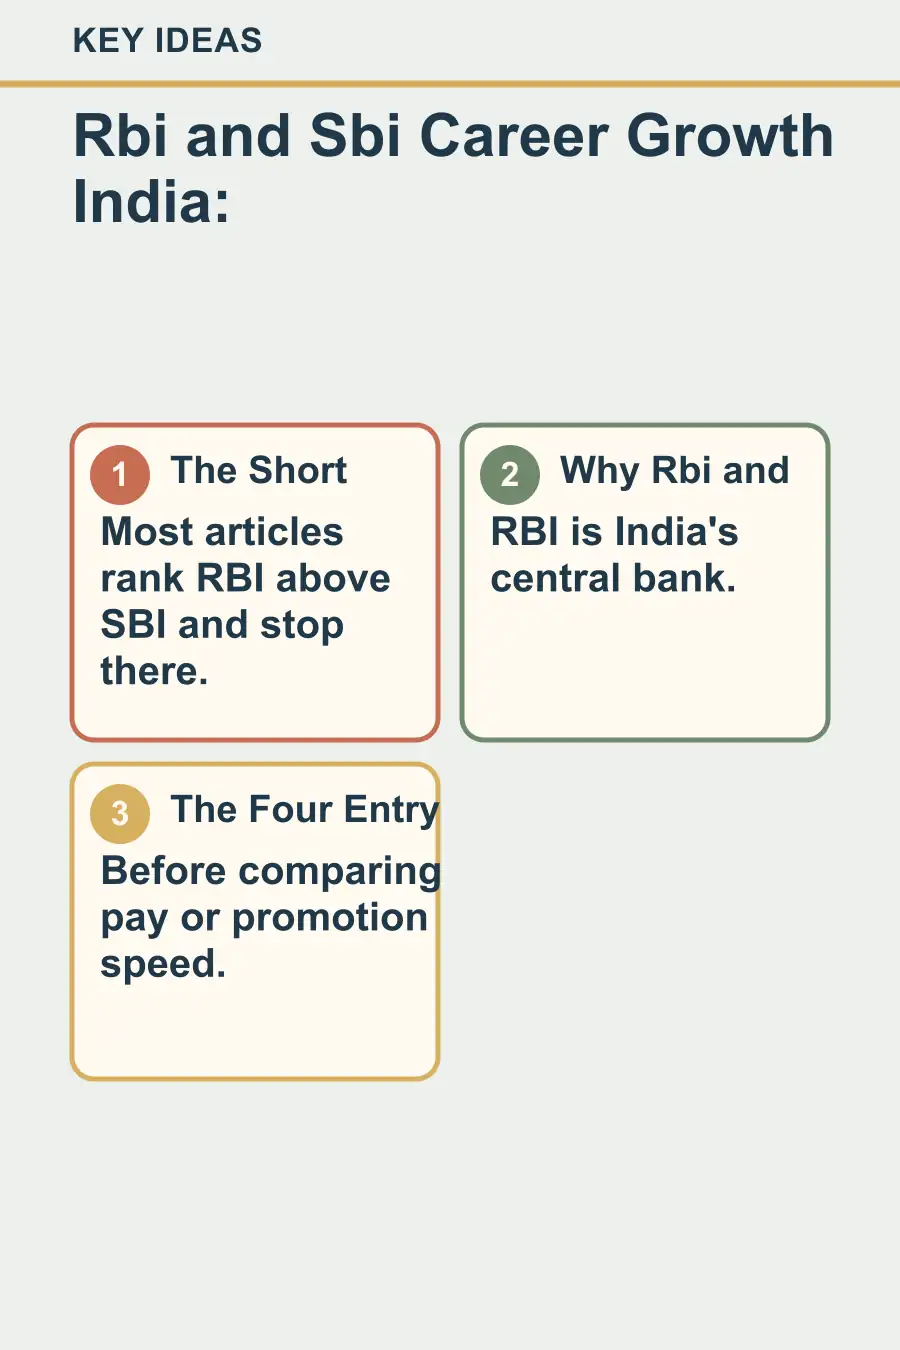 KEY IDEAS
Rbi and Sbi Career Growth
India:
1 The Short
Most articles
rank RBI above
SBI and stop
there.
2 Why Rbi and
RBI is India's
central bank.
3 The Four Entry
Before comparing
pay or promotion
speed.